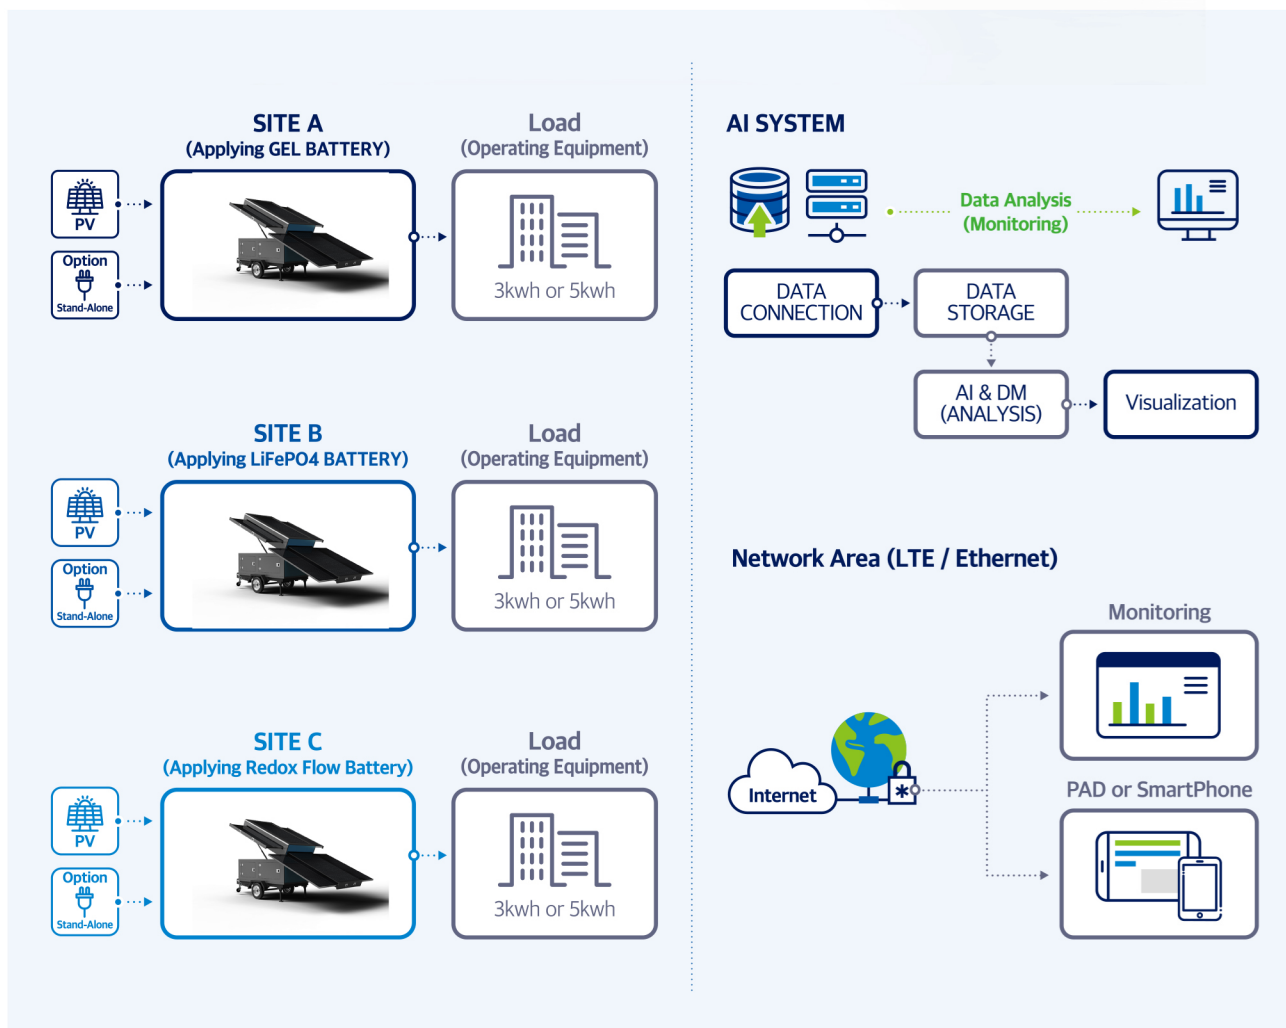 SITE A
(Applying GEL BATTERY)
Load
(Operating Equipment)
PV
Option
Stand-Alone
3kwh or 5kwh
SITE B
(Applying LiFePO4 BATTERY)
Load
(Operating Equipment)
PV
Option
Stand-Alone
3kwh or 5kwh
SITE C
(Applying Redox Flow Battery)
Load
(Operating Equipment)
PV
Option
Stand-Alone
3kwh or 5kwh
AI SYSTEM
Data Analysis
(Monitoring)
DATA
CONNECTION
DATA
STORAGE
AI & DM
(ANALYSIS)
Visualization
Network Area (LTE / Ethernet)
Monitoring
Internet
*
PAD or SmartPhone